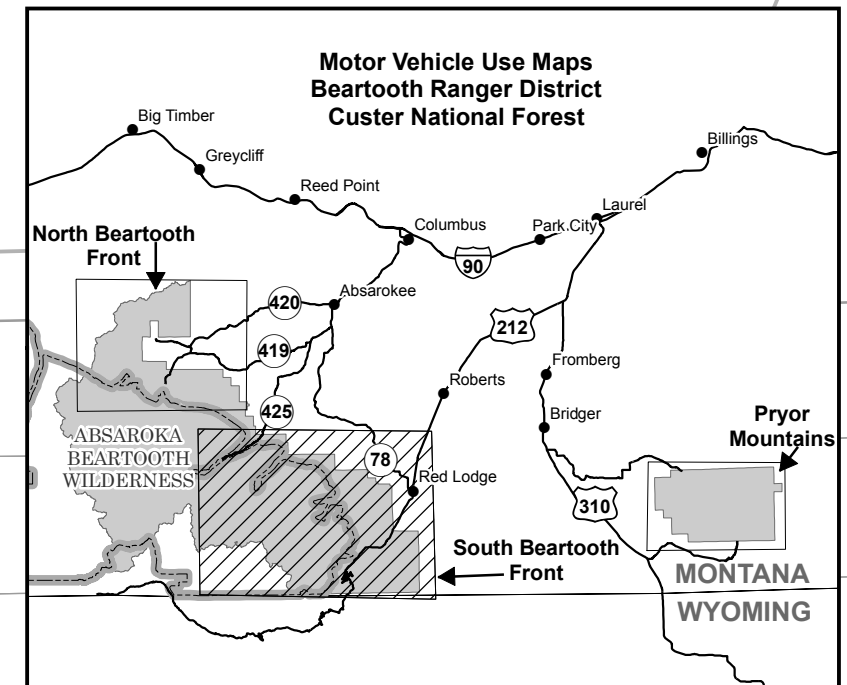 Motor Vehicle Use Maps
Beartooth Ranger District
Custer National Forest
Big Timber
Greycliff
Billings
Reed Point
Laurel
Columbus
Park City
North Beartooth
Front
90
Absarokee
420
212
419
Fromberg
Roberts
425
Bridger
Pryor
Mountains
ABSAROKA
BEARTOOTH
WILDERNESS
78
Red Lodge
310
South Beartooth
Front
MONTANA
WYOMING